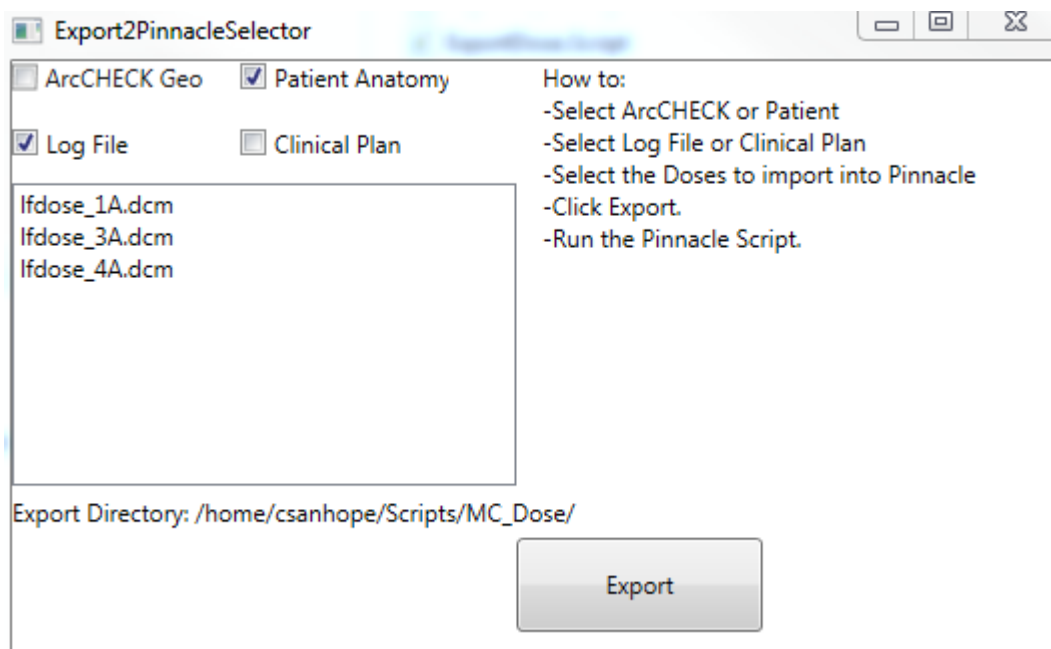 Export2PinnacleSelector
ArcCHECK Geo
Patient Anatomy
Log File
Clinical Plan
lfdose_1A.dcm
lfdose_3A.dcm
lfdose_4A.dcm
How to:
-Select ArcCHECK or Patient
-Select Log File or Clinical Plan
-Select the Doses to import into Pinnacle
-Click Export.
-Run the Pinnacle Script.
Export Directory: /home/csanhope/Scripts/MC_Dose/
Export